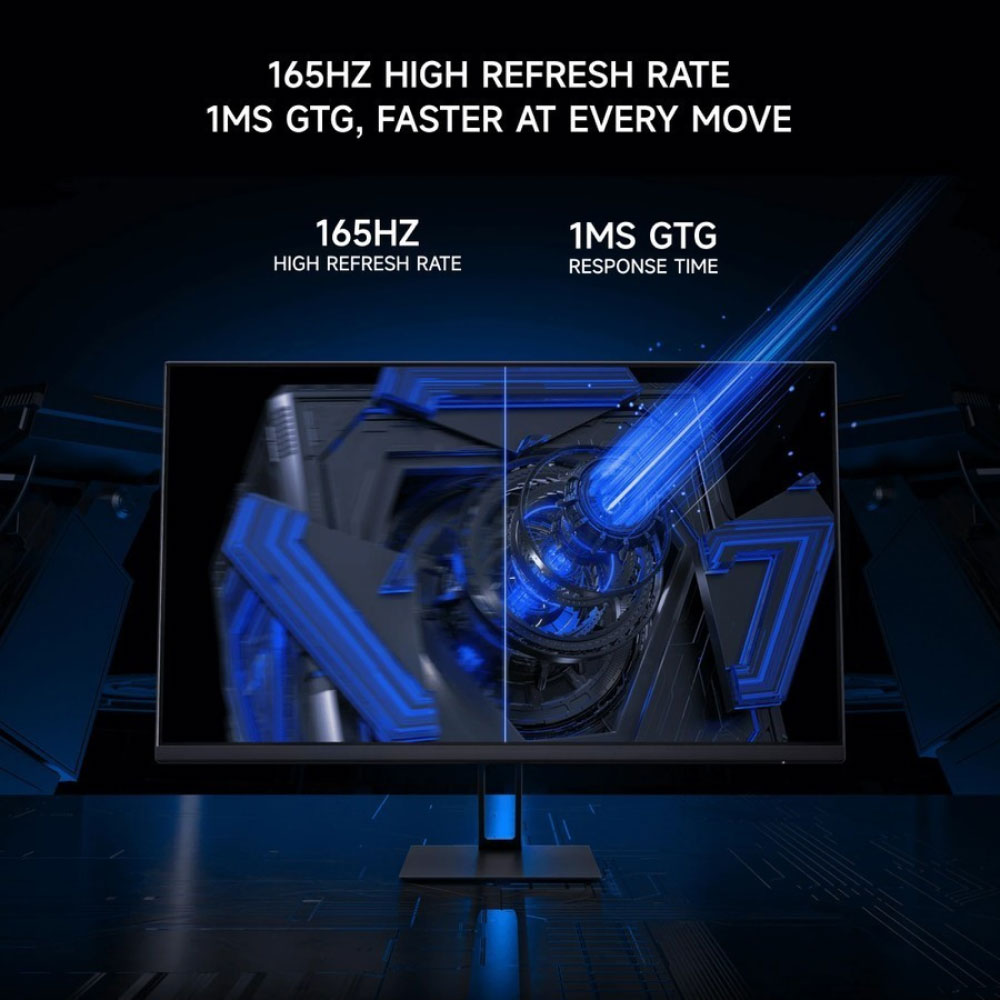 165HZ HIGH REFRESH RATE
1MS GTG, FASTER AT EVERY MOVE
165HZ
HIGH REFRESH RATE
1MS GTG
RESPONSE TIME